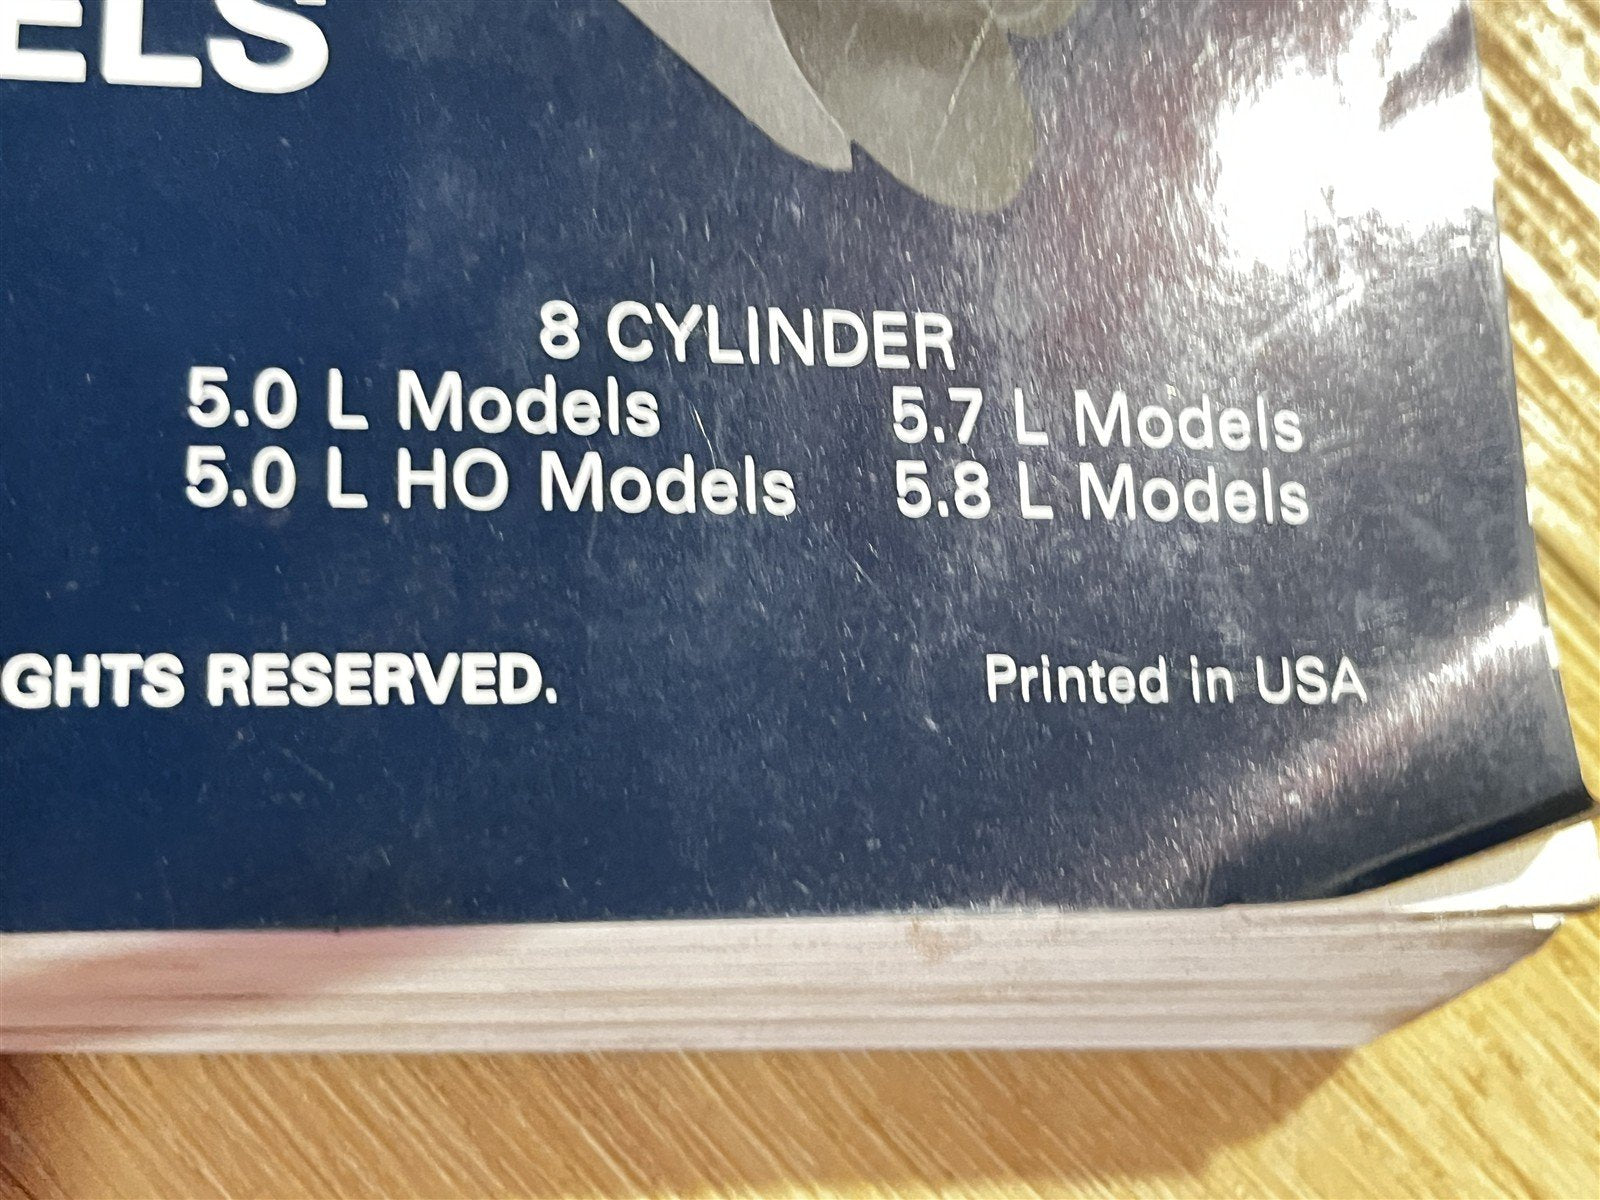 ELS
8 CYLINDER
5.0 L Models 5.7 L Models
5.0 L HO Models 5.8 L Models
GHTS RESERVED. Printed in USA